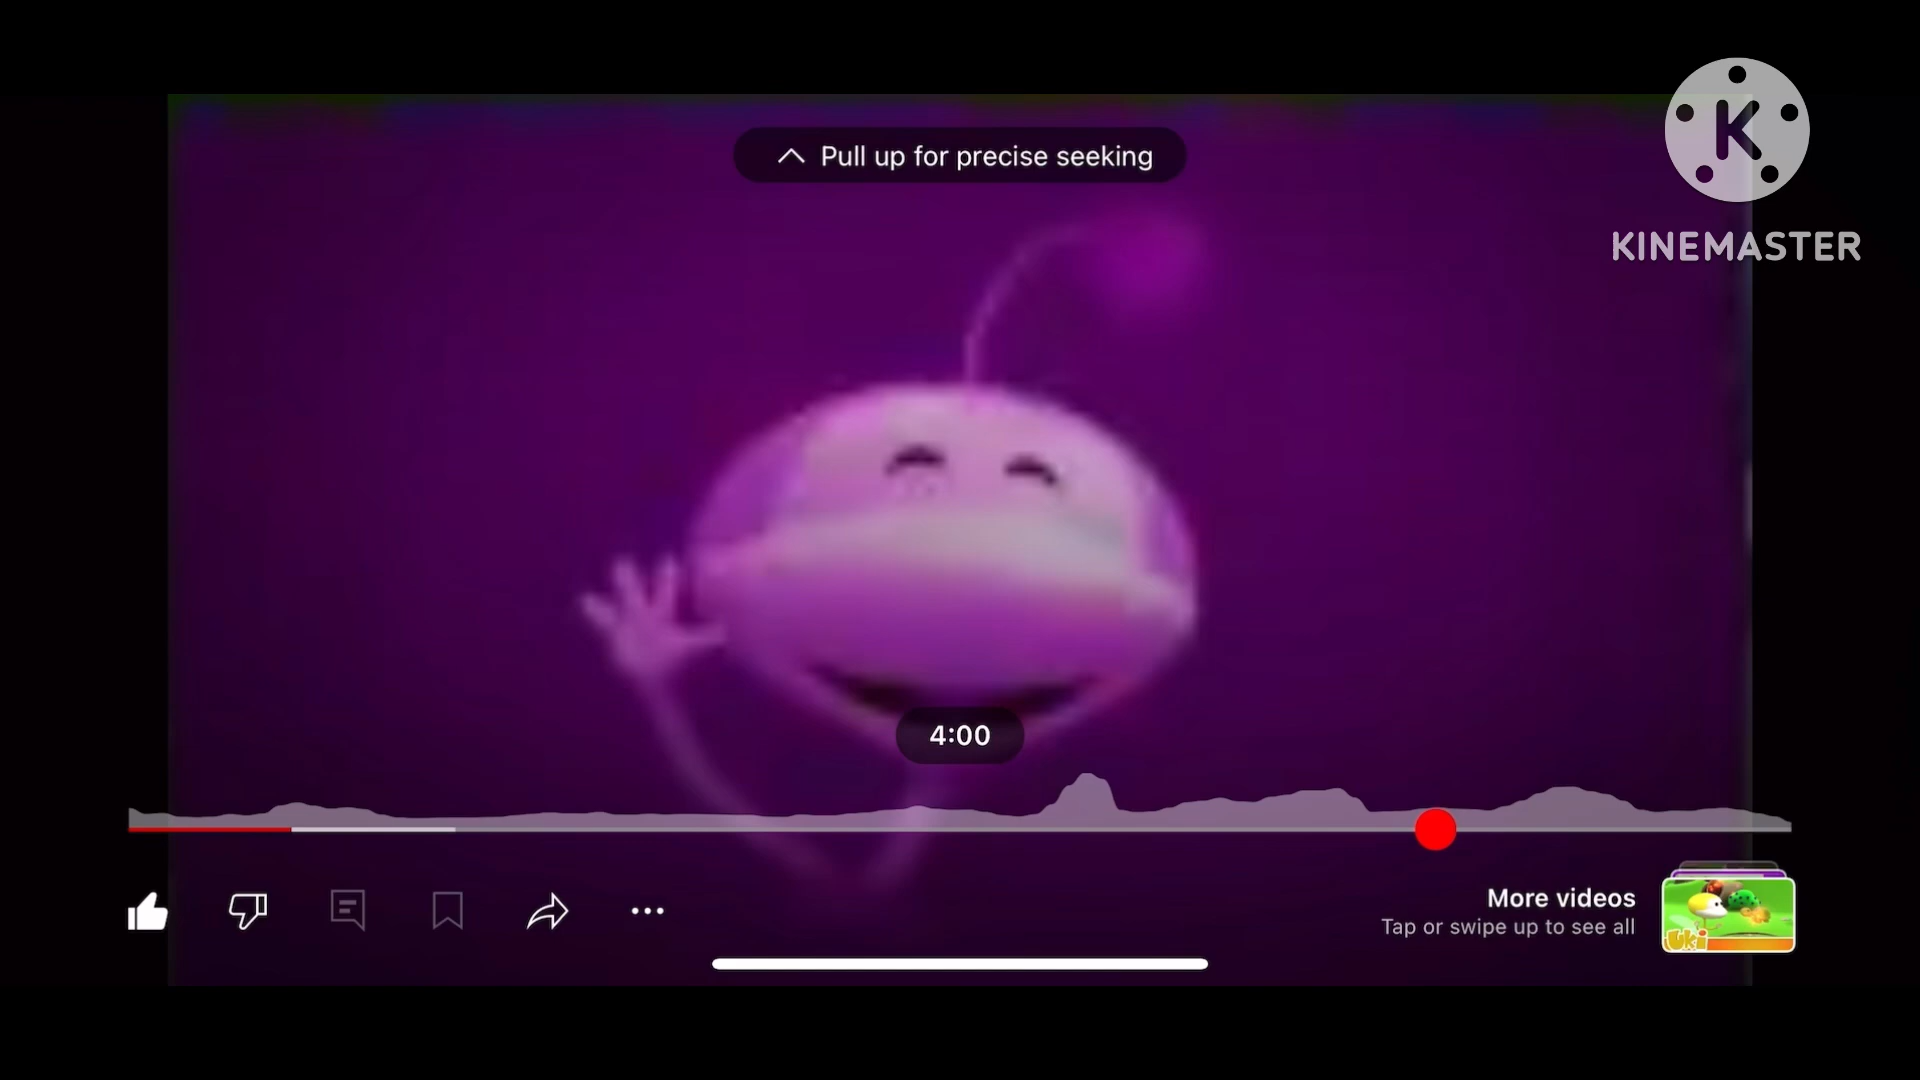 Pull up for precise seeking
K
KINEMASTER
4:00
More videos
Tap or swipe up to see all
Uki